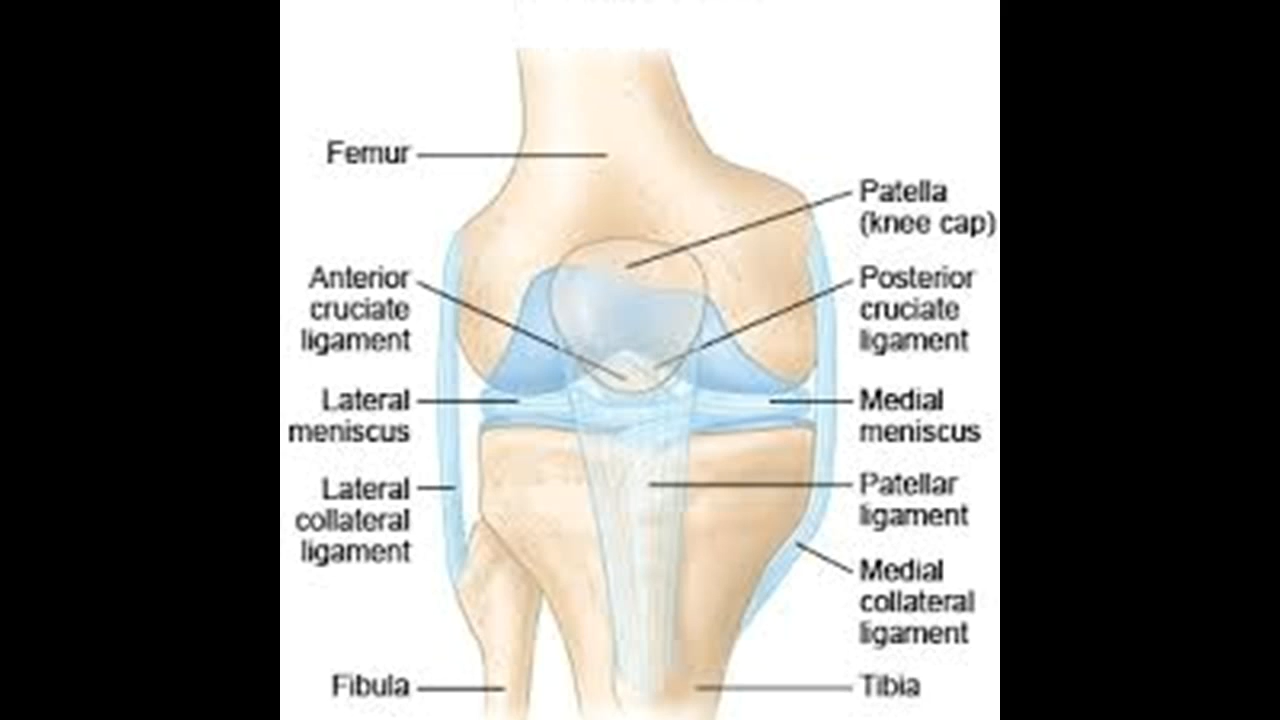 Femur
Patella
(knee cap)
Anterior
cruciate
ligament
Posterior
cruciate
ligament
Lateral
meniscus
Medial
meniscus
Lateral
collateral
ligament
Patellar
ligament
Medial
collateral
ligament
Fibula
Tibia